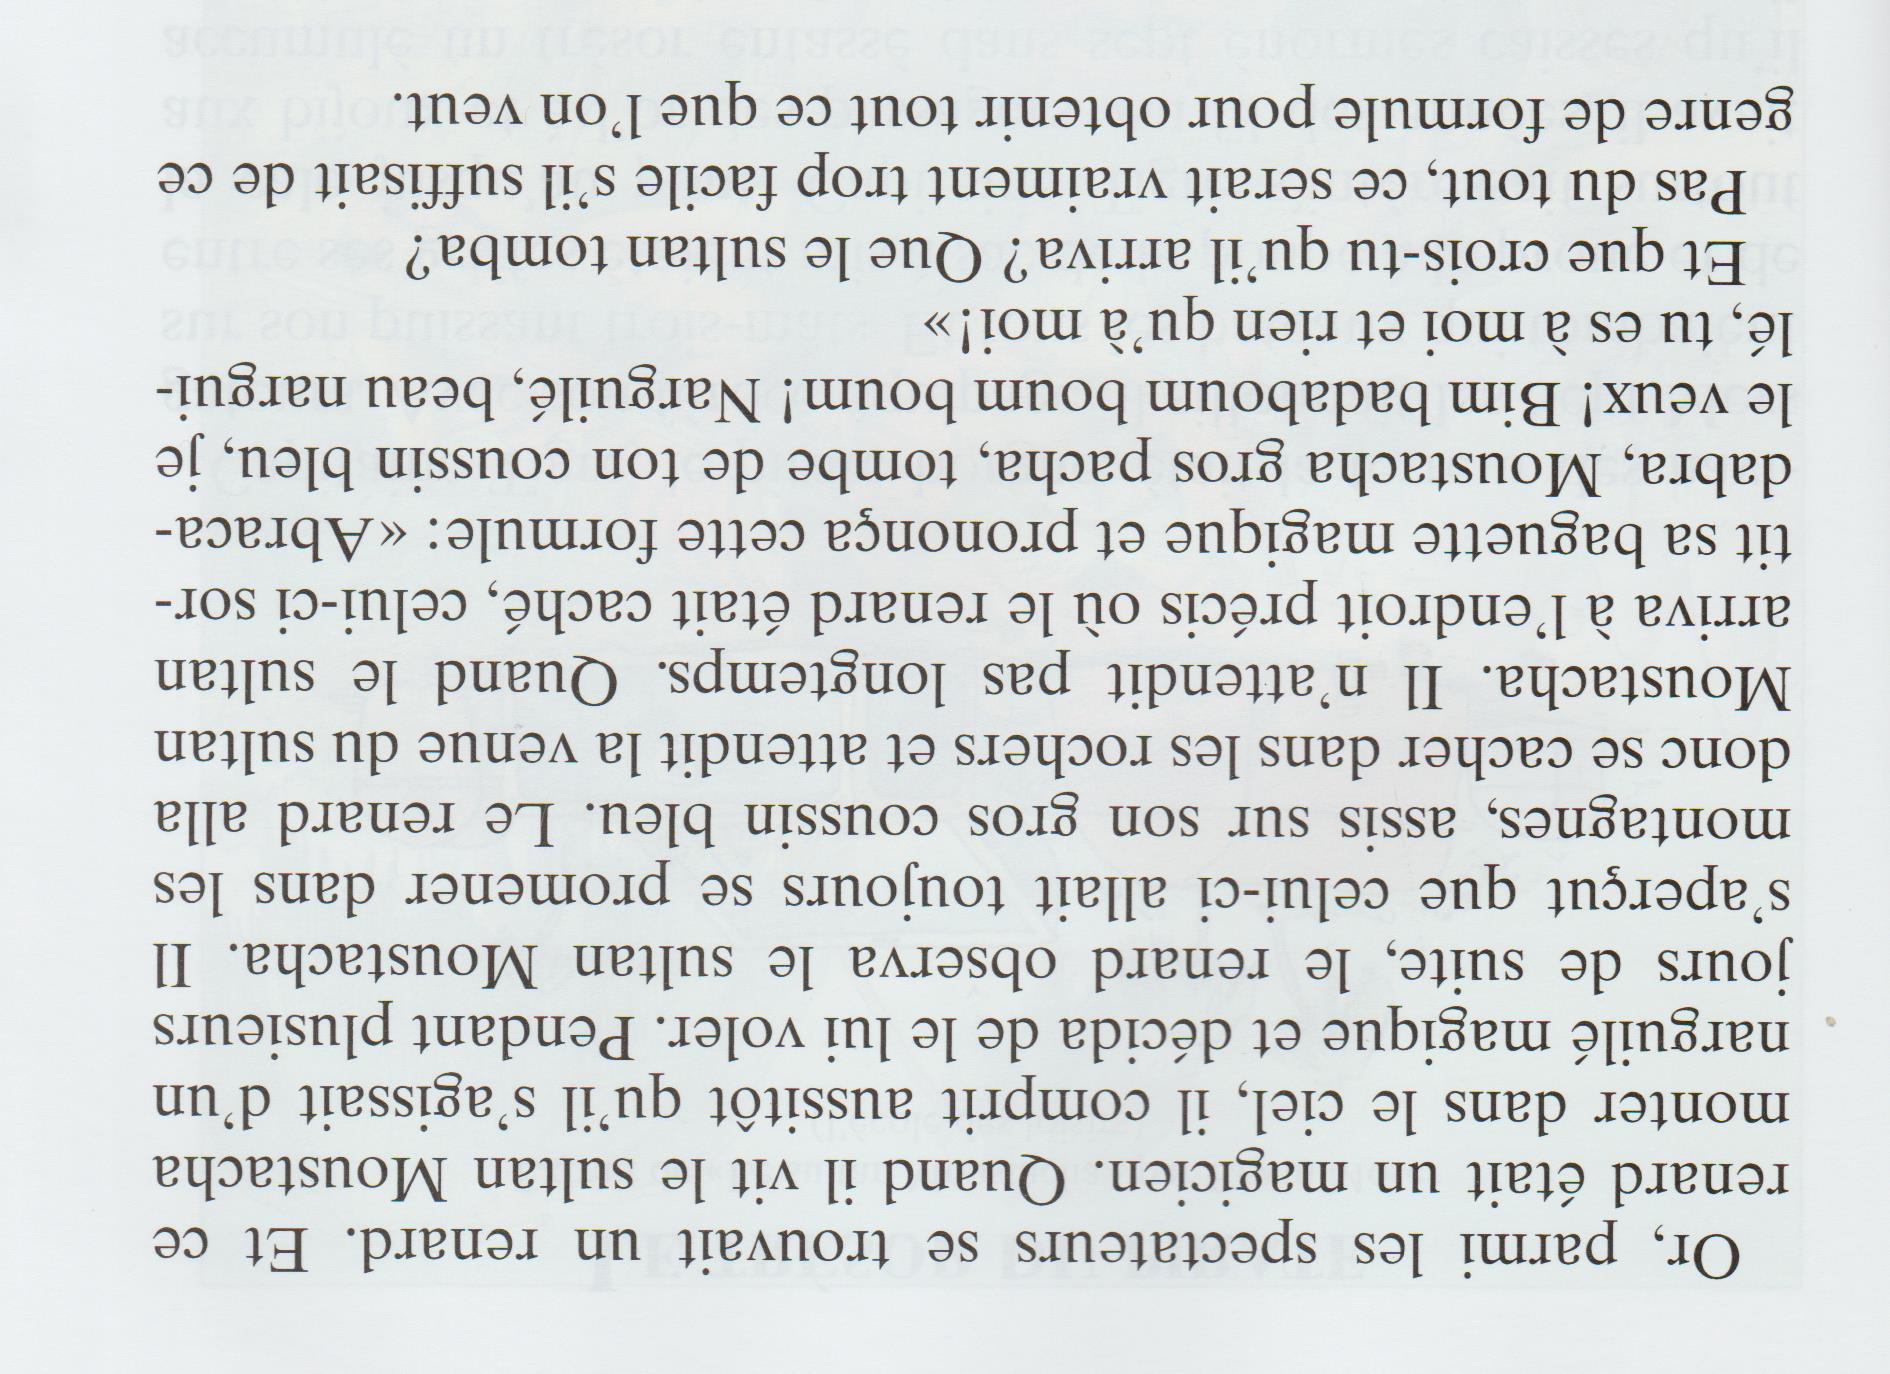 Or, parmi les spectateurs se trouvait un renard. Et ce
renard était un magicien. Quand il vit le sultan Moustacha
monter dans le ciel, il comprit aussitôt qu'il s'agissait d'un
narguilé magique et décida de le lui voler. Pendant plusieurs
jours de suite, le renard observa le sultan Moustacha. Il
s'aperçut que celui-ci allait toujours se promener dans les
montagnes, assis sur son gros coussin bleu. Le renard alla
donc se cacher dans les rochers et attendit la venue du sultan
Moustacha. Il n'attendit pas longtemps. Quand le sultan
arriva à l'endroit précis où le renard était caché, celui-ci sor-
tit sa baguette magique et prononça cette formule: «Abraca-
dabra, Moustacha gros pacha, tombe de ton coussin bleu, je
le veux! Bim badaboum boum boum! Narguilé, beau nargui-
lé, tu es à moi et rien qu'à moi!»
Et que crois-tu qu'il arriva? Que le sultan tomba?
Pas du tout, ce serait vraiment trop facile s'il suffisait de ce
genre de formule pour obtenir tout ce que l'on veut.